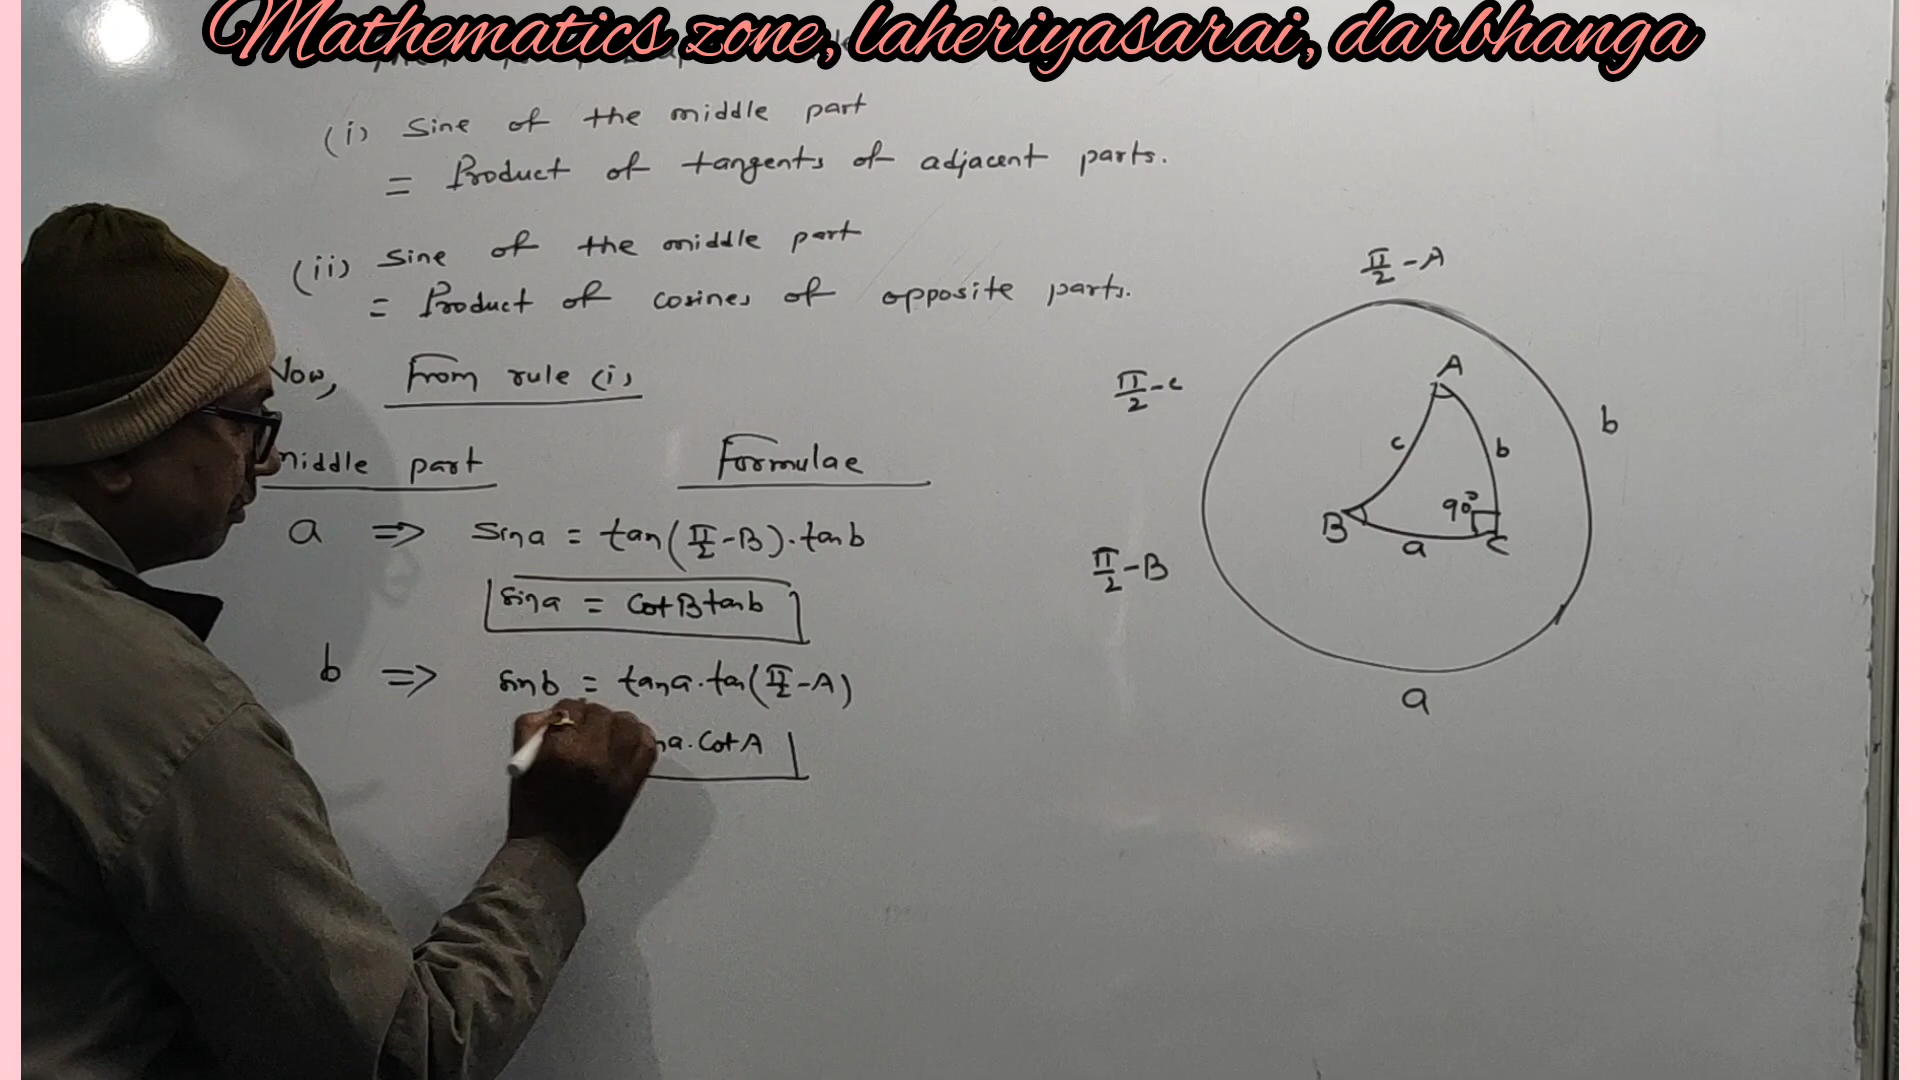 Mathematics zone, laheriyasarai, darbhanga
(i) Sine of the middle part
= Product of tangents of adjacent parts.
(ii) Sine of the middle part
= Product of cosines of opposite parts.
Now, From rule (i)
middle part Formulae
a ⇒ sin a = tan(π/2 - B) . tan b
sin a = cot B tan b
b ⇒ sin b = tan a . tan(π/2 - A)
a . Cot A
π/2 - A
π/2 - c
b
π/2 - B
a
A
c
b
B
90°
C
a